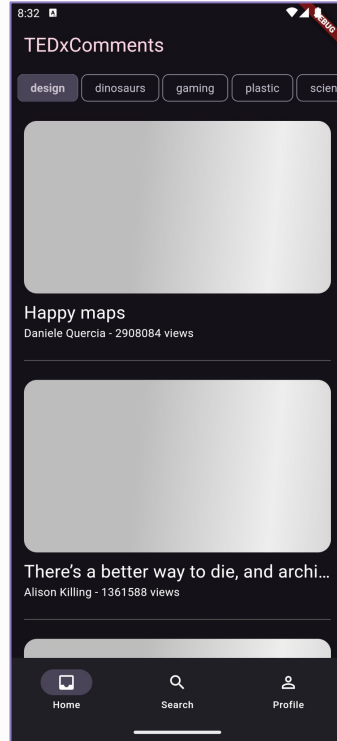 8:32 A
DEBUG
TEDxComments
design dinosaurs gaming plastic scien
Happy maps
Daniele Quercia - 2908084 views
There's a better way to die, and archi...
Alison Killing - 1361588 views
Home Search Profile